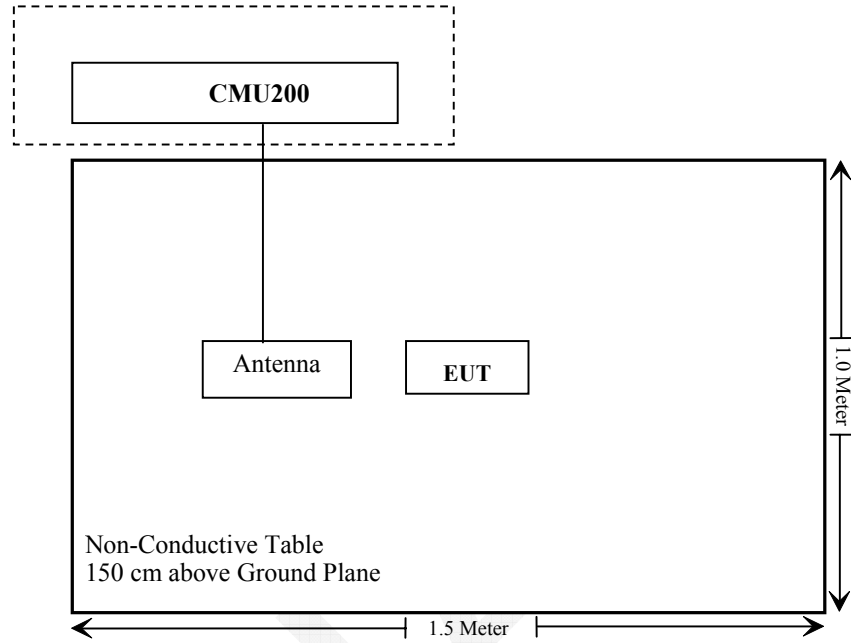 CMU200
Antenna
EUT
1.0 Meter
Non-Conductive Table
150 cm above Ground Plane
1.5 Meter